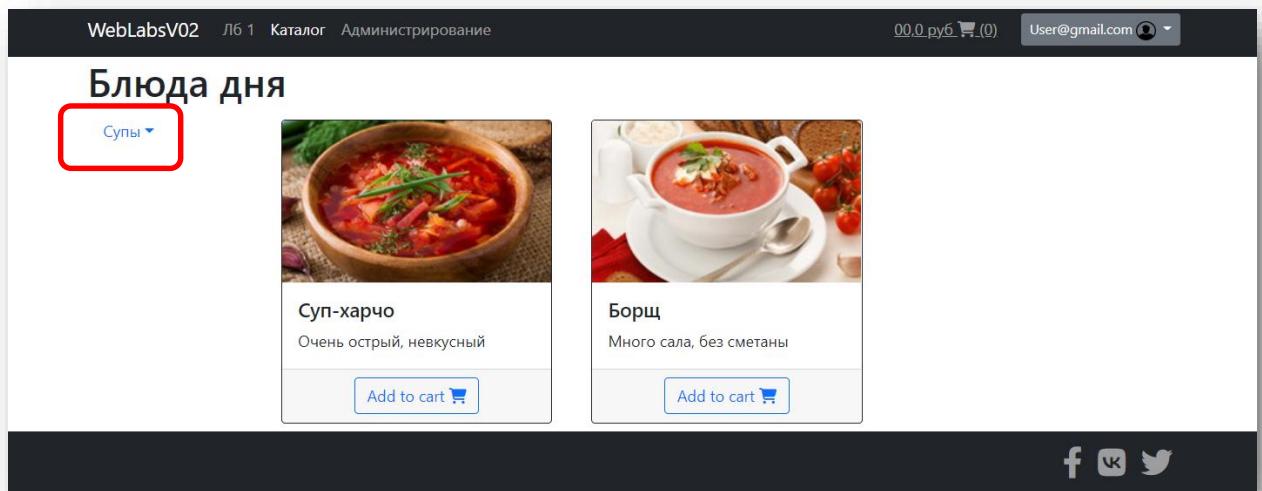 WebLabsV02 Лб 1 Каталог Администрирование 00,0 руб (0) User@gmail.com
Блюда дня
Супы
Суп-харчо
Очень острый, невкусный
Add to cart
Борщ
Много сала, без сметаны
Add to cart